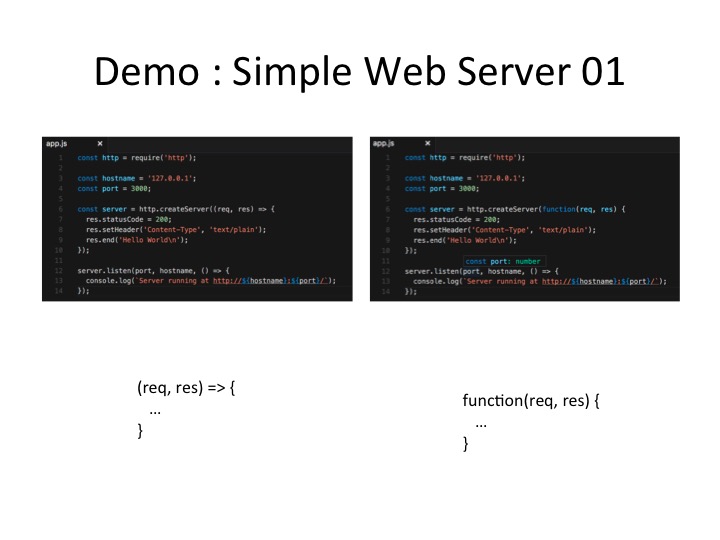 Demo : Simple Web Server 01
app.js ×
1 const http = require('http');
2
3 const hostname = '127.0.0.1';
4 const port = 3000;
5
6 const server = http.createServer((req, res) => {
7 res.statusCode = 200;
8 res.setHeader('Content-Type', 'text/plain');
9 res.end('Hello World\n');
10 });
11
12 server.listen(port, hostname, () => {
13 console.log(`Server running at http://${hostname}:${port}/`);
14 });
app.js ×
1 const http = require('http');
2
3 const hostname = '127.0.0.1';
4 const port = 3000;
5
6 const server = http.createServer(function(req, res) {
7 res.statusCode = 200;
8 res.setHeader('Content-Type', 'text/plain');
9 res.end('Hello World\n');
10 });
11 const port: number
12 server.listen(port, hostname, () => {
13 console.log(`Server running at http://${hostname}:${port}/`);
14 });
(req, res) => {
...
}
function(req, res) {
...
}